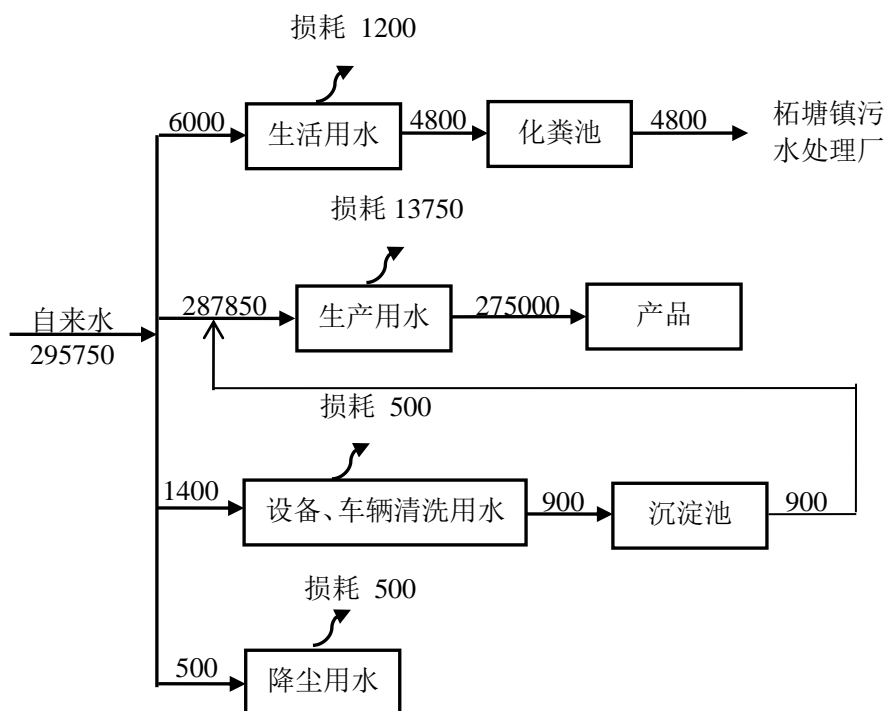 损耗 1200
6000
生活用水
4800
化粪池
4800
柘塘镇污
水处理厂
损耗 13750
自来水
295750
287850
生产用水
275000
产品
损耗 500
1400
设备、车辆清洗用水
900
沉淀池
900
损耗 500
500
降尘用水